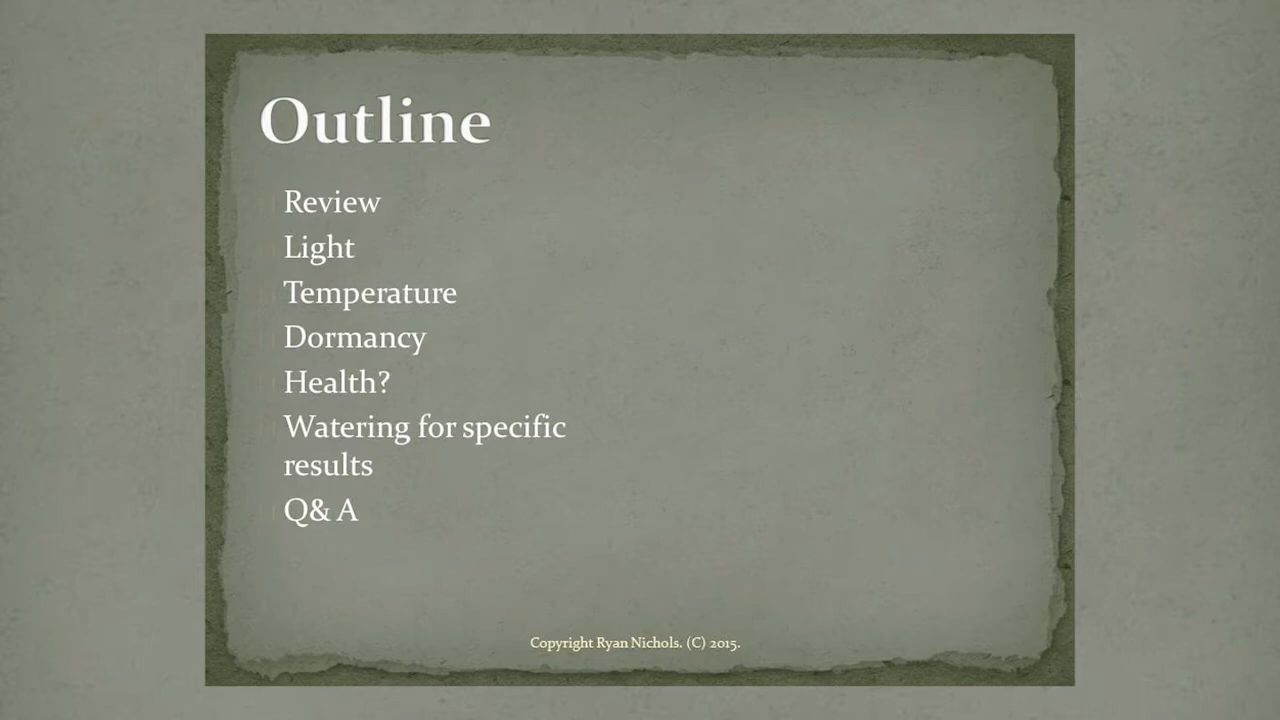 Outline
Review
Light
Temperature
Dormancy
Health?
Watering for specific
results
Q& A
Copyright Ryan Nichols. (C) 2015.